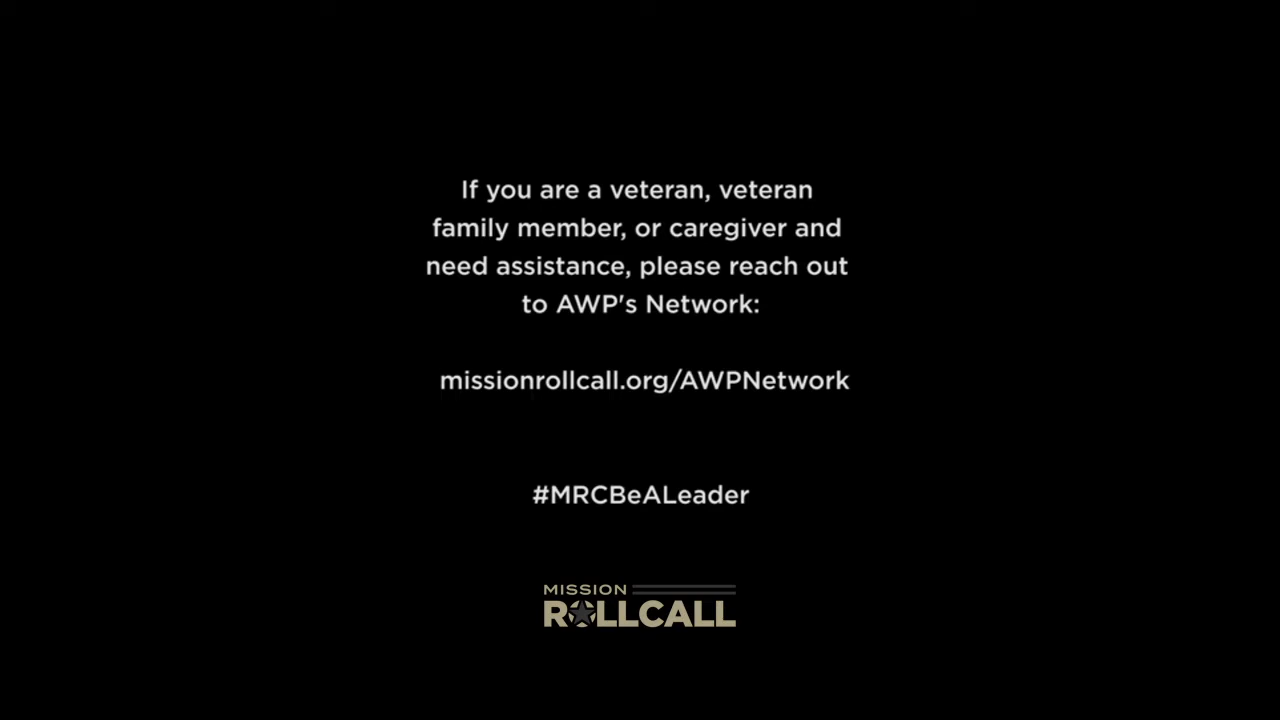 If you are a veteran, veteran
family member, or caregiver and
need assistance, please reach out
to AWP's Network:
missionrollcall.org/AWPNetwork
#MRCBeALeader
MISSION
ROLLCALL